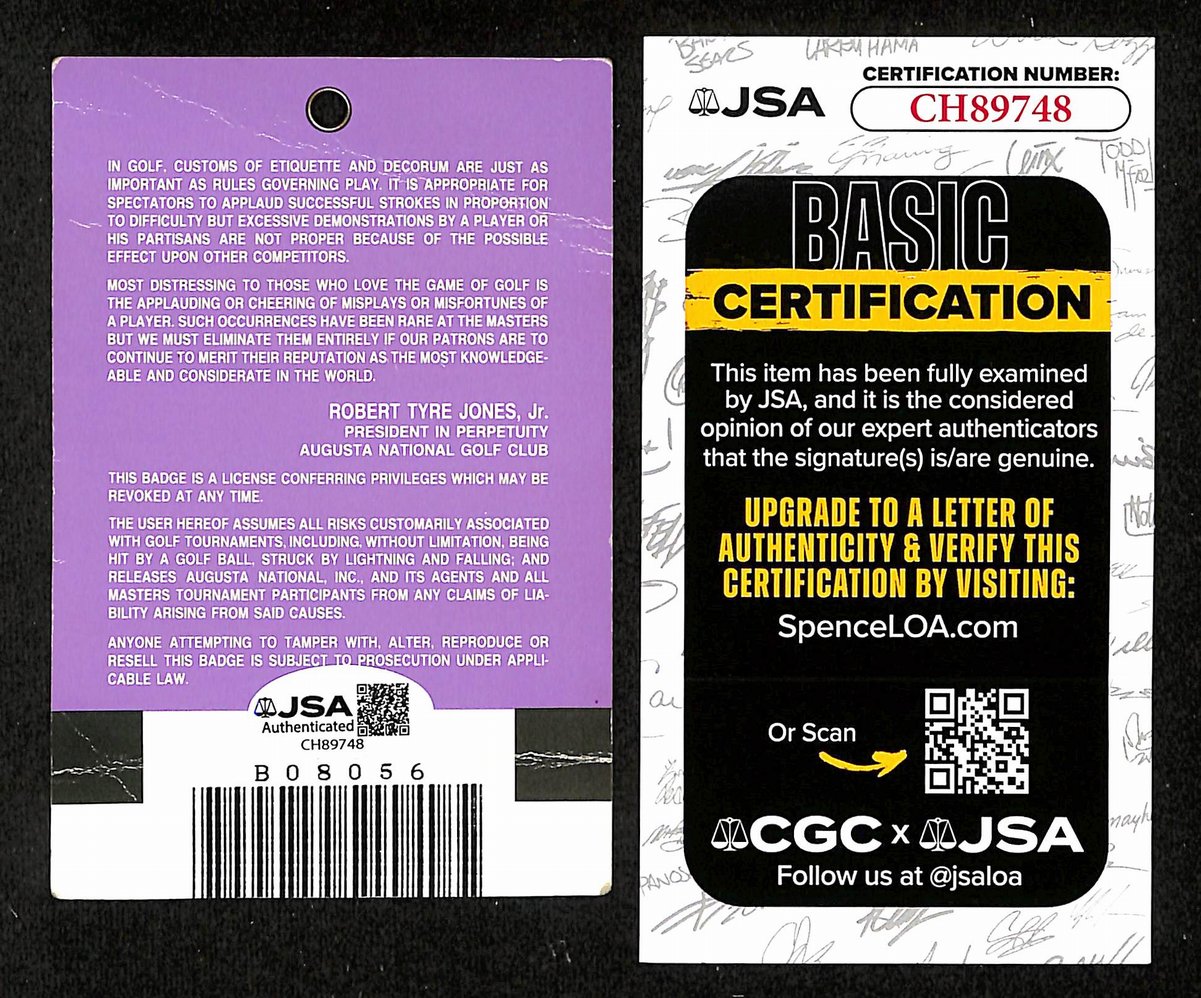 IN GOLF, CUSTOMS OF ETIQUETTE AND DECORUM ARE JUST AS
IMPORTANT AS RULES GOVERNING PLAY. IT IS APPROPRIATE FOR
SPECTATORS TO APPLAUD SUCCESSFUL STROKES IN PROPORTION
TO DIFFICULTY BUT EXCESSIVE DEMONSTRATIONS BY A PLAYER OR
HIS PARTISANS ARE NOT PROPER BECAUSE OF THE POSSIBLE
EFFECT UPON OTHER COMPETITORS.
MOST DISTRESSING TO THOSE WHO LOVE THE GAME OF GOLF IS
THE APPLAUDING OR CHEERING OF MISPLAYS OR MISFORTUNES OF
A PLAYER. SUCH OCCURRENCES HAVE BEEN RARE AT THE MASTERS
BUT WE MUST ELIMINATE THEM ENTIRELY IF OUR PATRONS ARE TO
CONTINUE TO MERIT THEIR REPUTATION AS THE MOST KNOWLEDGE-
ABLE AND CONSIDERATE IN THE WORLD.
ROBERT TYRE JONES, Jr.
PRESIDENT IN PERPETUITY
AUGUSTA NATIONAL GOLF CLUB
THIS BADGE IS A LICENSE CONFERRING PRIVILEGES WHICH MAY BE
REVOKED AT ANY TIME.
THE USER HEREOF ASSUMES ALL RISKS CUSTOMARILY ASSOCIATED
WITH GOLF TOURNAMENTS, INCLUDING, WITHOUT LIMITATION, BEING
HIT BY A GOLF BALL, STRUCK BY LIGHTNING AND FALLING; AND
RELEASES AUGUSTA NATIONAL, INC., AND ITS AGENTS AND ALL
MASTERS TOURNAMENT PARTICIPANTS FROM ANY CLAIMS OF LIA-
BILITY ARISING FROM SAID CAUSES.
ANYONE ATTEMPTING TO TAMPER WITH, ALTER, REPRODUCE OR
RESELL THIS BADGE IS SUBJECT TO PROSECUTION UNDER APPLI-
CABLE LAW.
JSA
Authenticated
CH89748
B08056
SEARS
LARRY HAMA
JSA
CERTIFICATION NUMBER:
CH89748
TODD
BASIC
CERTIFICATION
This item has been fully examined
by JSA, and it is the considered
opinion of our expert authenticators
that the signature(s) is/are genuine.
UPGRADE TO A LETTER OF
AUTHENTICITY & VERIFY THIS
CERTIFICATION BY VISITING:
SpenceLOA.com
Or Scan
CGC x JSA
Follow us at @jsaloa